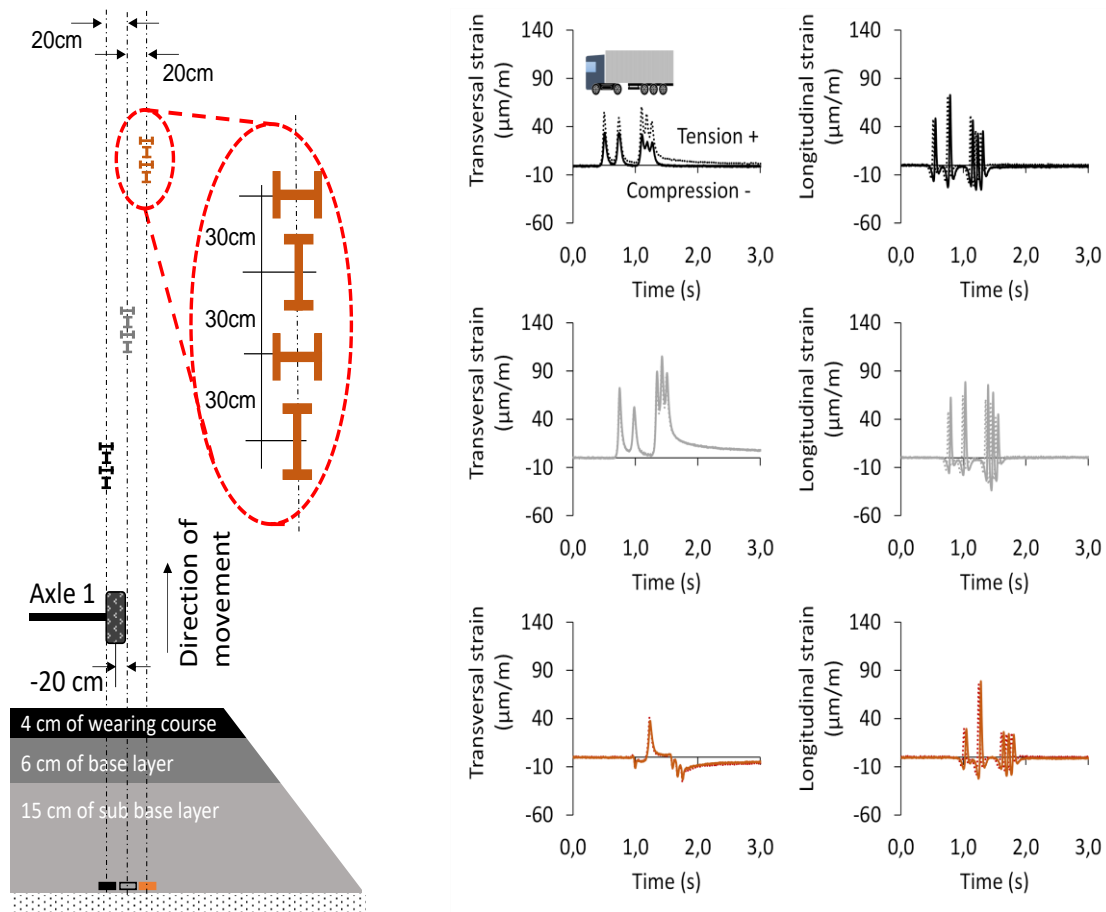 20cm
20cm
30cm
30cm
30cm
Axle 1
Direction of
movement
-20 cm
4 cm of wearing course
6 cm of base layer
15 cm of sub base layer
Transversal strain
(µm/m)
140
90
40
-10
-60
Tension +
Compression -
0,0
1,0
2,0
3,0
Time (s)
Longitudinal strain
(µm/m)
140
90
40
-10
-60
0,0
1,0
2,0
3,0
Time (s)
Transversal strain
(µm/m)
140
90
40
-10
-60
0,0
1,0
2,0
3,0
Time (s)
Longitudinal strain
(µm/m)
140
90
40
-10
-60
0,0
1,0
2,0
3,0
Time (s)
Transversal strain
(µm/m)
140
90
40
-10
-60
0,0
1,0
2,0
3,0
Time (s)
Longitudinal strain
(µm/m)
140
90
40
-10
-60
0,0
1,0
2,0
3,0
Time (s)